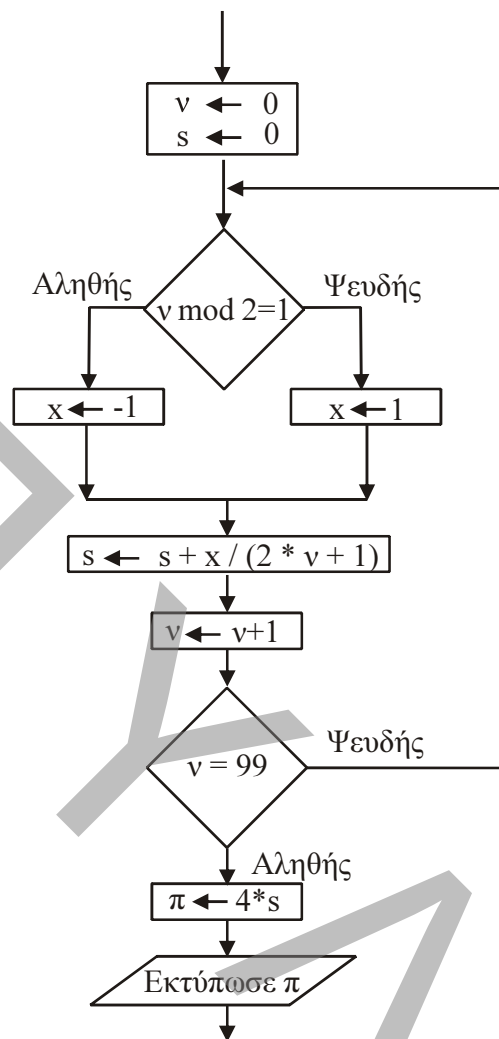 ν ← 0
s ← 0
Αληθής
Ψευδής
ν mod 2=1
x ← -1
x ← 1
s ← s + x / (2 * ν + 1)
ν ← ν+1
Ψευδής
ν = 99
Αληθής
π ← 4*s
Εκτύπωσε π